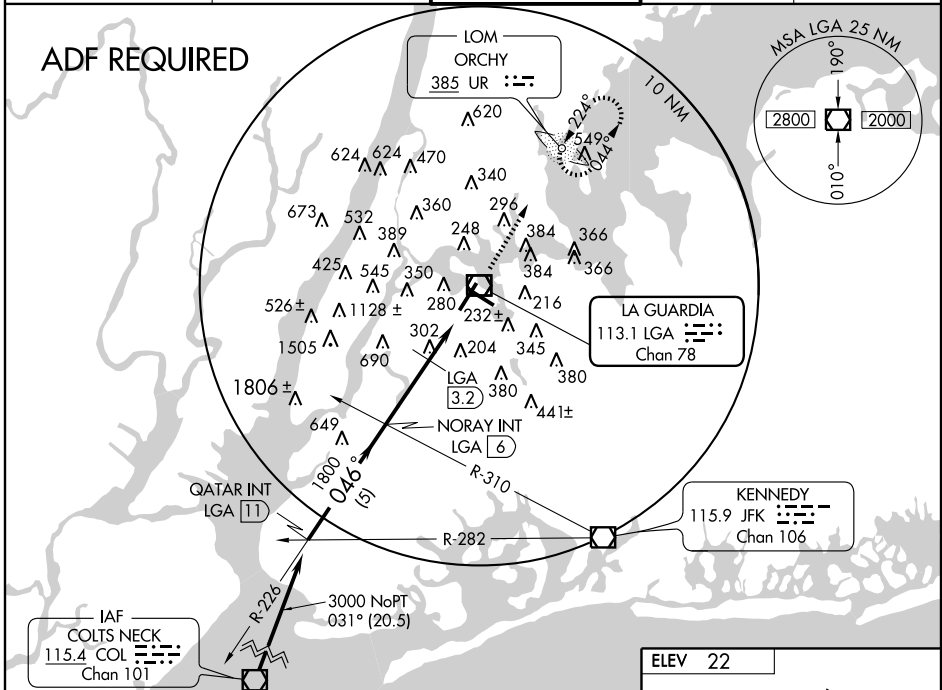 ADF REQUIRED
LOM
ORCHY
385 UR
MSA LGA 25 NM
190°
2800
2000
010°
10 NM
224°
044°
549
620
624
624
470
340
673
532
360
296
389
248
384
366
384
366
425
545
350
280
216
526±
1128 ±
232±
302
204
345
1505
690
380
380
1806 ±
441±
649
LA GUARDIA
113.1 LGA
Chan 78
LGA
3.2
NORAY INT
LGA 6
R-310
1800
046°
(5)
QATAR INT
LGA 11
R-282
KENNEDY
115.9 JFK
Chan 106
R-226
3000 NoPT
031° (20.5)
IAF
COLTS NECK
115.4 COL
Chan 101
ELEV 22